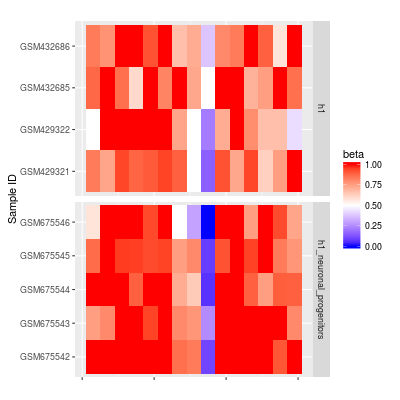 Sample ID
GSM432686
GSM432685
GSM429322
GSM429321
h1
GSM675546
GSM675545
GSM675544
GSM675543
GSM675542
h1_neuronal_progenitors
beta
1.00
0.75
0.50
0.25
0.00